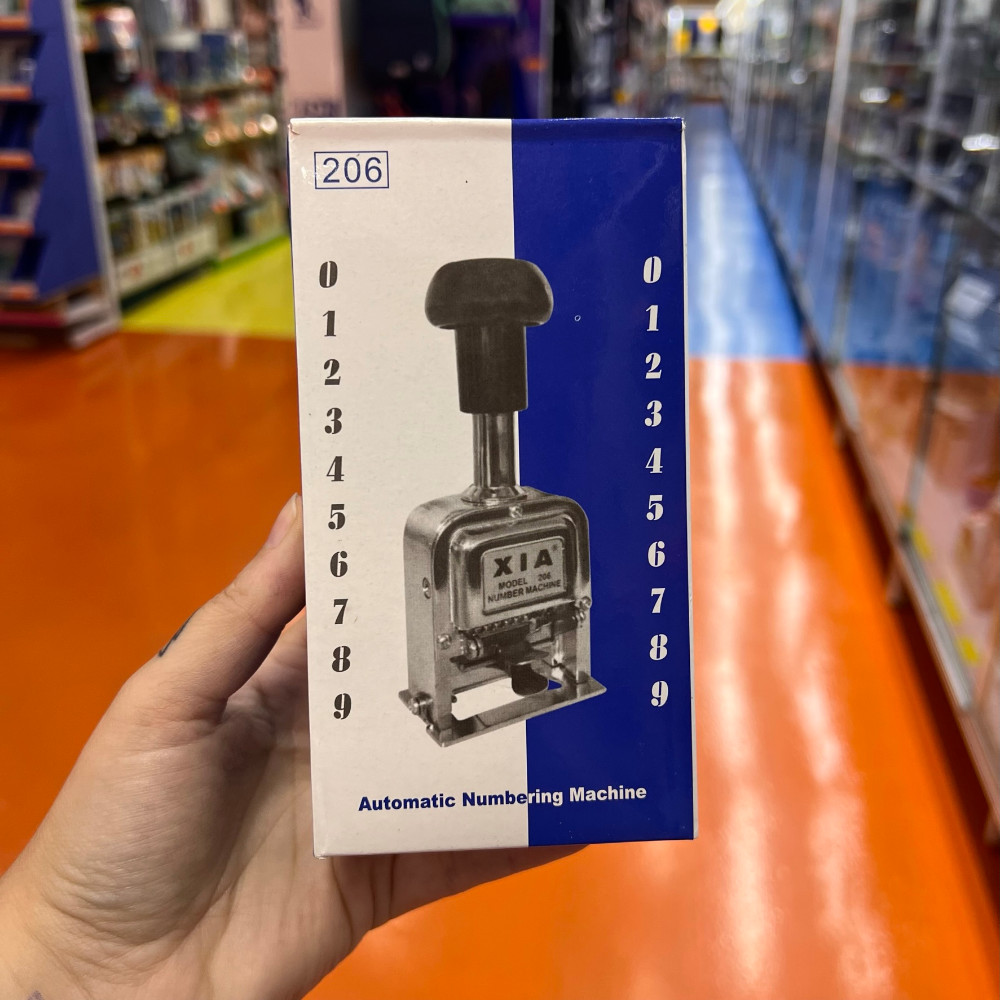 206
0 0
1 1
2 2
3 3
4 4
5 5
6 6
7 7
8 8
9 9
XIA®
MODEL 206
NUMBER MACHINE
Automatic Numbering Machine